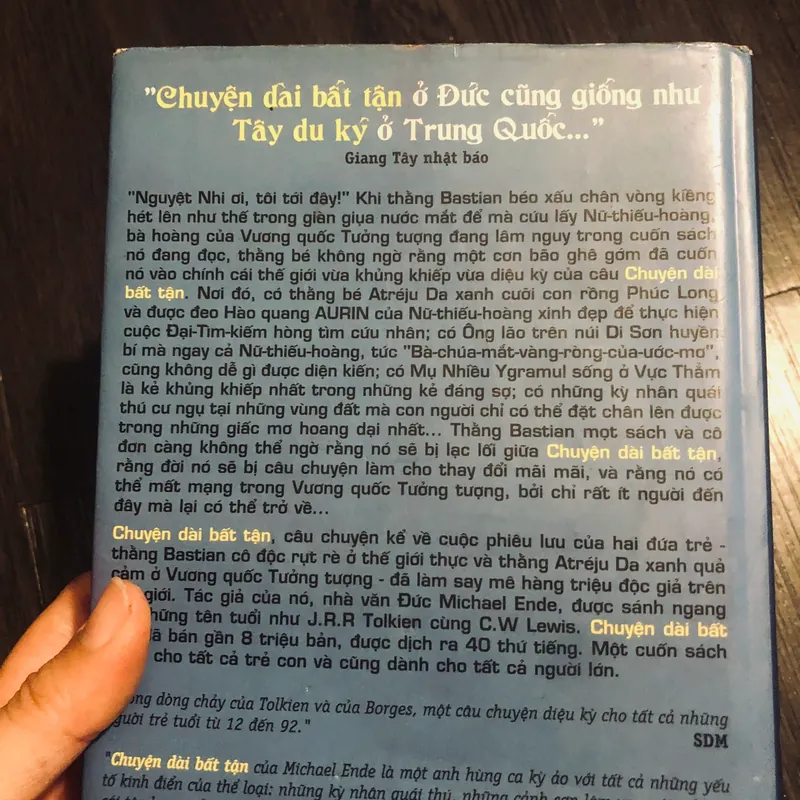 "Chuyện dài bất tận ở Đức cũng giống như
Tây du ký ở Trung Quốc..."
Giang Tây nhật báo
"Nguyệt Nhi ơi, tôi tới đây!" Khi thằng Bastian béo xấu chân vòng kiềng
hét lên như thế trong giàn giụa nước mắt để mà cứu lấy Nữ-thiếu-hoàng,
bà hoàng của Vương quốc Tưởng tượng đang lâm nguy trong cuốn sách
nó đang đọc, thằng bé không ngờ rằng một cơn bão ghê gớm đã cuốn
nó vào chính cái thế giới vừa khủng khiếp vừa diệu kỳ của câu Chuyện dài
bất tận. Nơi đó, có thằng bé Atréju Da xanh cưỡi con rồng Phúc Long
và được đeo Hào quang AURIN của Nữ-thiếu-hoàng xinh đẹp để thực hiện
cuộc Đại-Tìm-kiếm hòng tìm cứu nhân; có Ông lão trên núi Di Sơn huyền
bí mà ngay cả Nữ-thiếu-hoàng, tức "Bà-chúa-mắt-vàng-ròng-của-ước-mơ",
cũng không dễ gì được diện kiến; có Mụ Nhiều Ygramul sống ở Vực Thẳm
là kẻ khủng khiếp nhất trong những kẻ đáng sợ; có những kỳ nhân quái
thú cư ngụ tại những vùng đất mà con người chỉ có thể đặt chân lên được
trong những giấc mơ hoang dại nhất... Thằng Bastian mọt sách và cô
đơn càng không thể ngờ rằng nó sẽ bị lạc lối giữa Chuyện dài bất tận,
rằng đời nó sẽ bị câu chuyện làm cho thay đổi mãi mãi, và rằng nó có
thể mất mạng trong Vương quốc Tưởng tượng, bởi chỉ rất ít người đến
đây mà lại có thể trở về...
Chuyện dài bất tận, câu chuyện kể về cuộc phiêu lưu của hai đứa trẻ -
thằng Bastian cô độc rụt rè ở thế giới thực và thằng Atréju Da xanh quả
cảm ở Vương quốc Tưởng tượng - đã làm say mê hàng triệu độc giả trên
giới. Tác giả của nó, nhà văn Đức Michael Ende, được sánh ngang
những tên tuổi như J.R.R Tolkien cùng C.W Lewis. Chuyện dài bất
đã bán gần 8 triệu bản, được dịch ra 40 thứ tiếng. Một cuốn sách
cho tất cả trẻ con và cũng dành cho tất cả người lớn.
dòng chảy của Tolkien và của Borges, một câu chuyện diệu kỳ cho tất cả những
người trẻ tuổi từ 12 đến 92."
SDM
"Chuyện dài bất tận của Michael Ende là một anh hùng ca kỳ ảo với tất cả những yếu
tố kinh điển của thể loại: những kỳ nhân quái thú, những cảnh